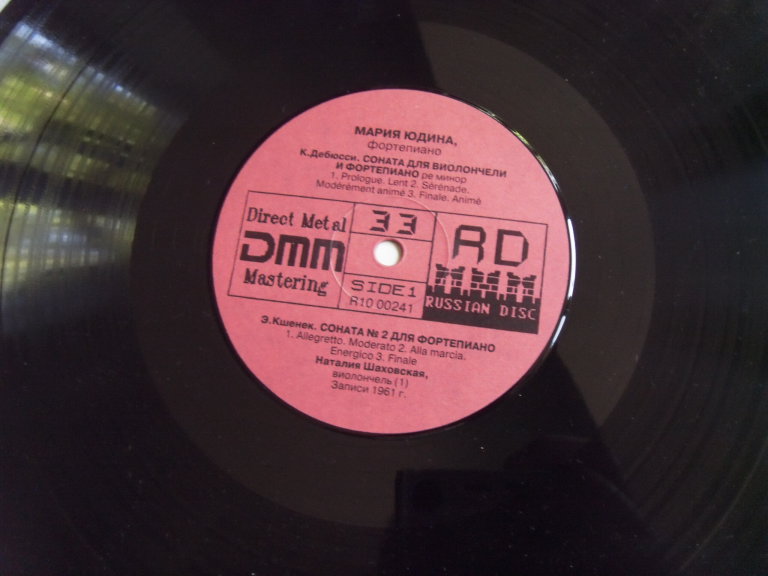 МАРИЯ ЮДИНА,
фортепиано
К.Дебюсси. СОНАТА ДЛЯ ВИОЛОНЧЕЛИ
И ФОРТЕПИАНО ре минор
1. Prologue. Lent 2. Sérénade.
Modérément animé 3. Finale. Animé
Direct Metal
DMM
Mastering
33
SIDE 1
R10 00241
RD
RUSSIAN DISC
Э.Кшенек. СОНАТА № 2 ДЛЯ ФОРТЕПИАНО
1. Allegretto. Moderato 2. Alla marcia.
Energico 3. Finale
Наталия Шаховская,
виолончель (1)
Записи 1961 г.